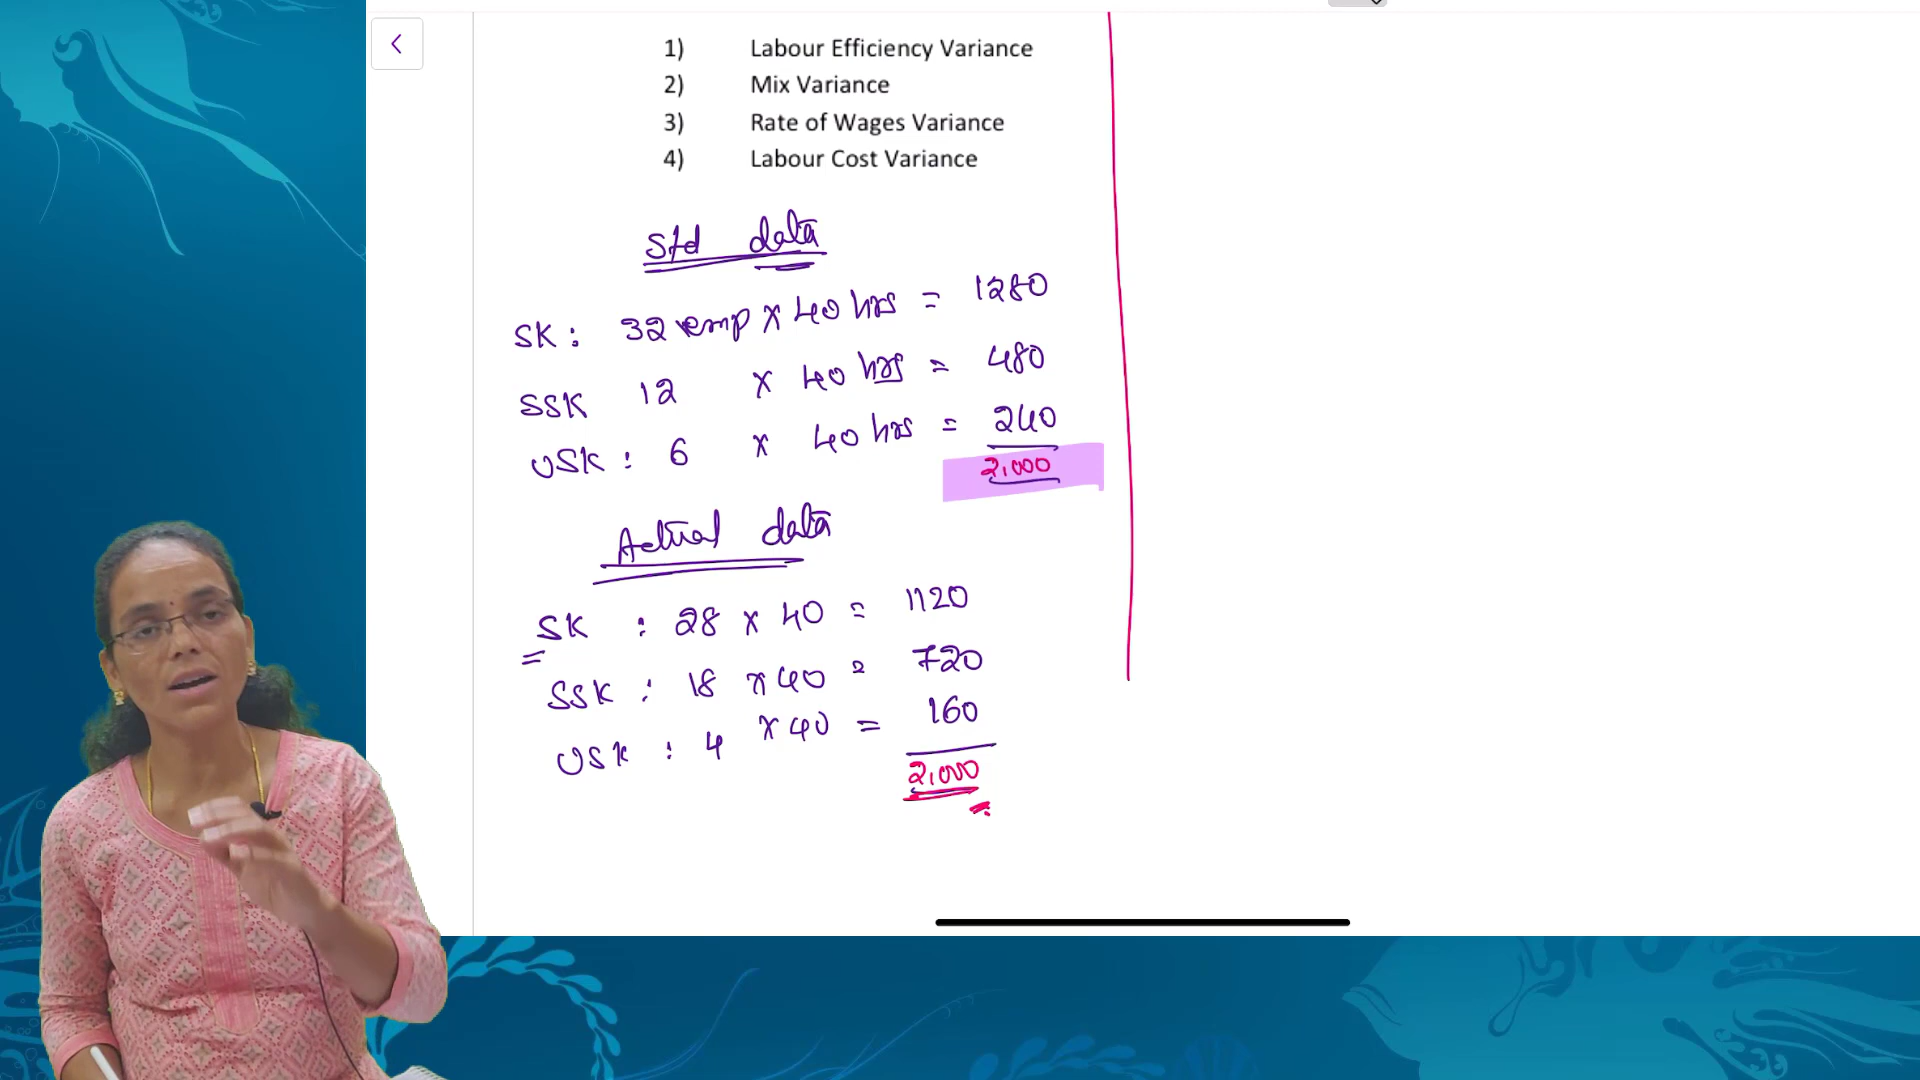 1) Labour Efficiency Variance
2) Mix Variance
3) Rate of Wages Variance
4) Labour Cost Variance
Std data
SK : 32 emp x 40 hrs = 1280
SSK 12 x 40 hrs = 480
USK : 6 x 40 hrs = 240
2,000
Actual data
SK : 28 x 40 = 1120
SSK : 18 x 40 = 720
USK : 4 x 40 = 160
2,000